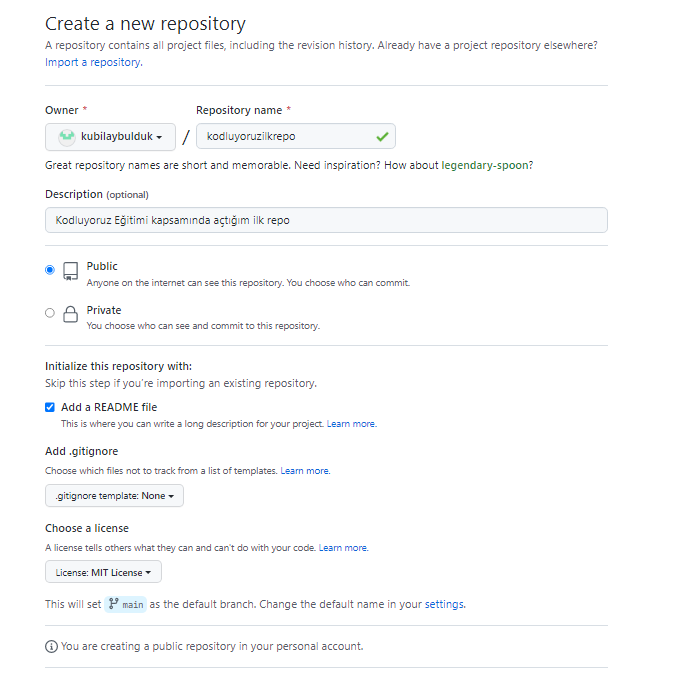 Create a new repository
A repository contains all project files, including the revision history. Already have a project repository elsewhere?
Import a repository.
Owner * Repository name *
kubilaybulduk / kodluyoruzilkrepo
Great repository names are short and memorable. Need inspiration? How about legendary-spoon?
Description (optional)
Kodluyoruz Eğitimi kapsamında açtığım ilk repo
Public
Anyone on the internet can see this repository. You choose who can commit.
Private
You choose who can see and commit to this repository.
Initialize this repository with:
Skip this step if you're importing an existing repository.
Add a README file
This is where you can write a long description for your project. Learn more.
Add .gitignore
Choose which files not to track from a list of templates. Learn more.
.gitignore template: None
Choose a license
A license tells others what they can and can't do with your code. Learn more.
License: MIT License
This will set main as the default branch. Change the default name in your settings.
You are creating a public repository in your personal account.